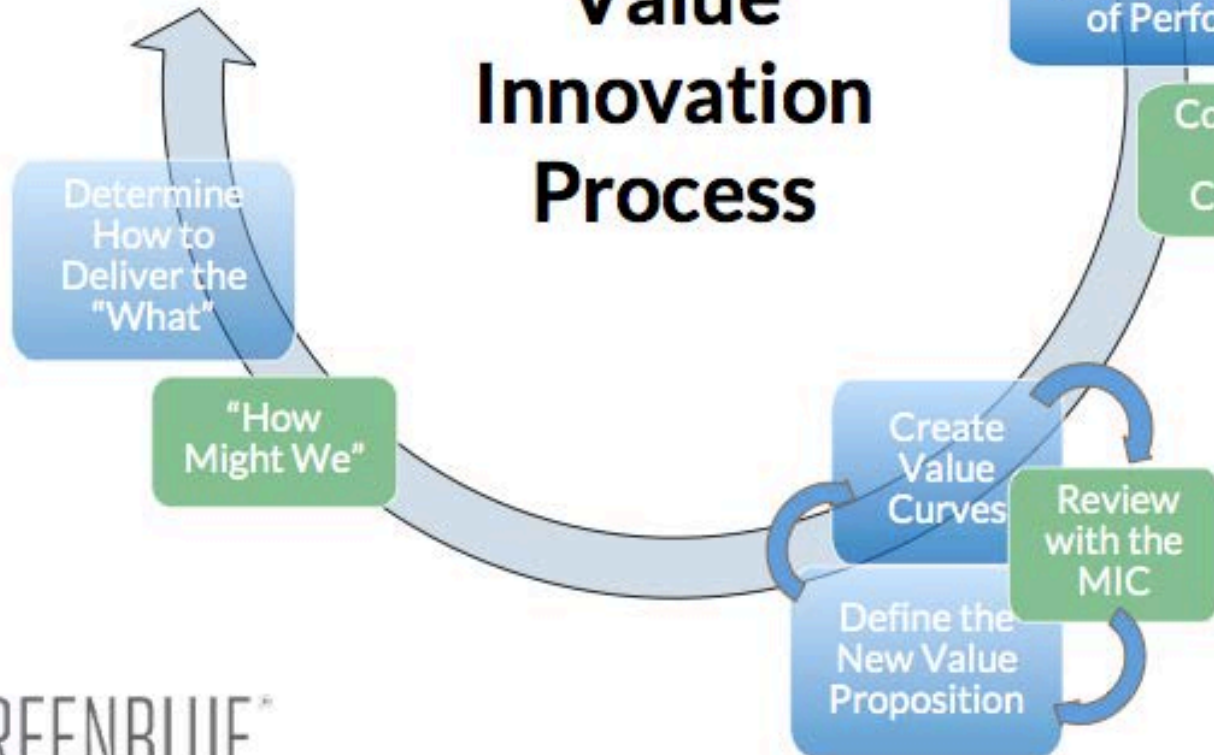 Value
Innovation
Process
of Perfo
Co
C
Determine
How to
Deliver the
“What”
“How
Might We”
Create
Value
Curves
Review
with the
MIC
Define the
New Value
Proposition
REENBLUE